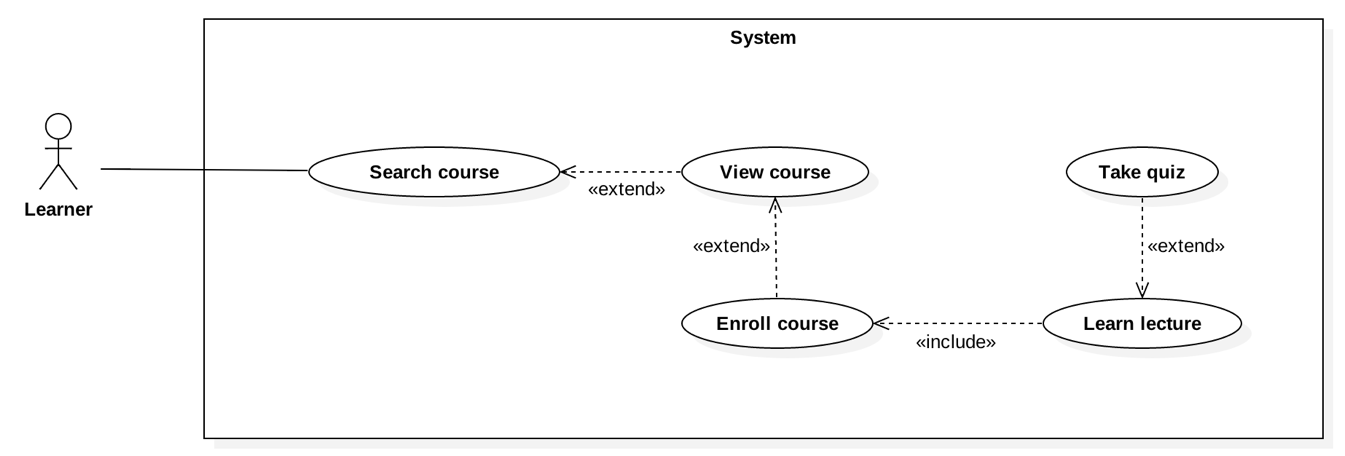 System
Search course
«extend»
View course
Take quiz
Learner
«extend»
«extend»
Enroll course
«include»
Learn lecture